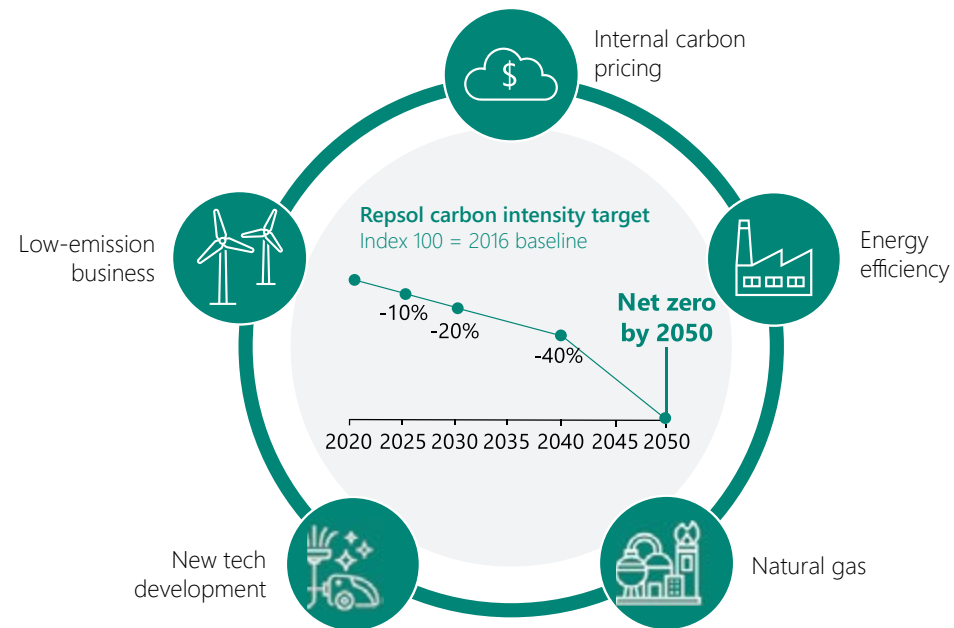 Internal carbon
pricing
$
Repsol carbon intensity target
Index 100 = 2016 baseline
Low-emission
business
Energy
efficiency
Net zero
by 2050
-10%
-20%
-40%
2020 2025 2030 2035 2040 2045 2050
New tech
development
Natural gas